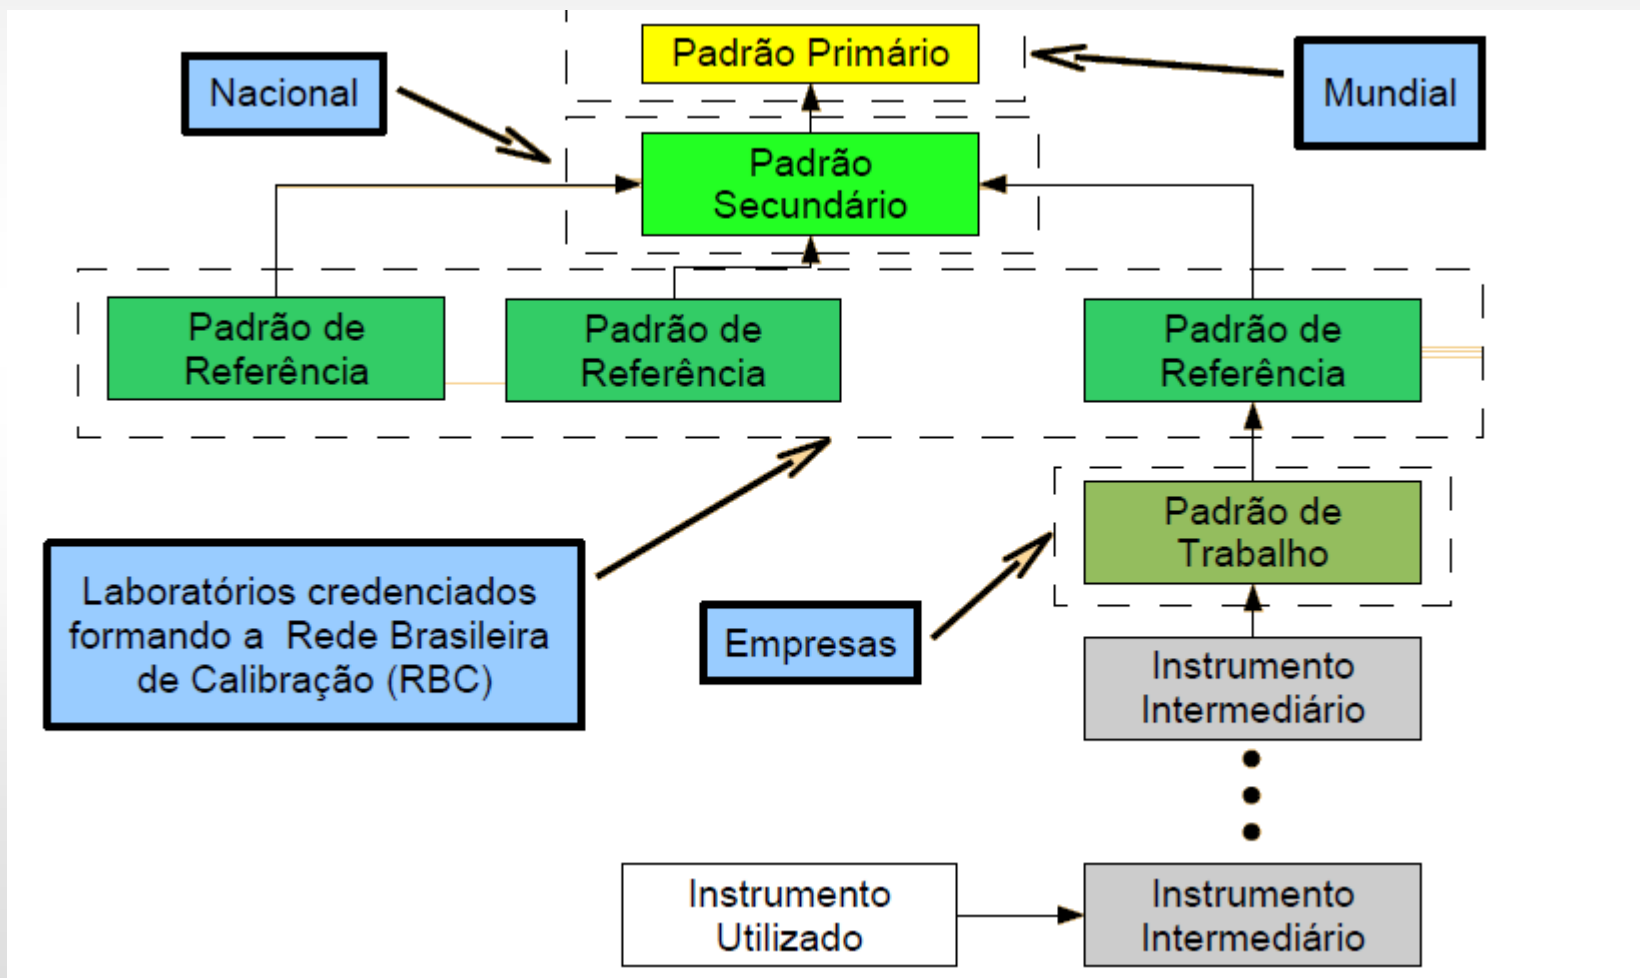 Padrão Primário
Nacional
Mundial
Padrão
Secundário
Padrão de
Referência
Padrão de
Referência
Padrão de
Referência
Padrão de
Trabalho
Laboratórios credenciados
formando a  Rede Brasileira
de Calibração (RBC)
Empresas
Instrumento
Intermediário
Instrumento
Utilizado
Instrumento
Intermediário